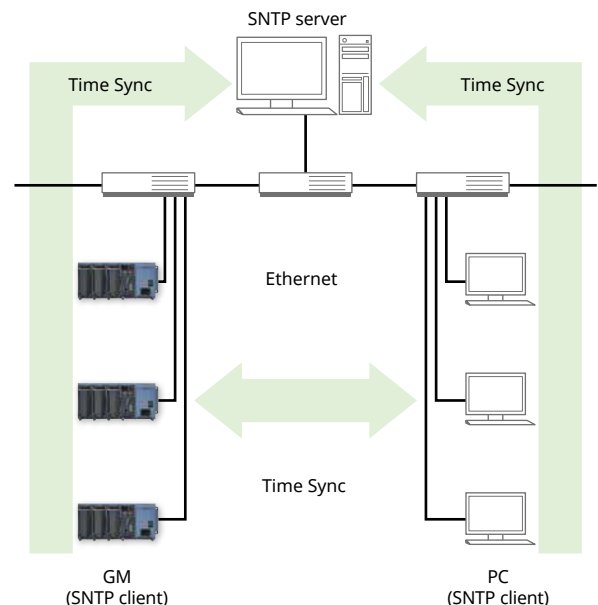 SNTP server
Time Sync
Time Sync
Ethernet
Time Sync
GM
(SNTP client)
PC
(SNTP client)